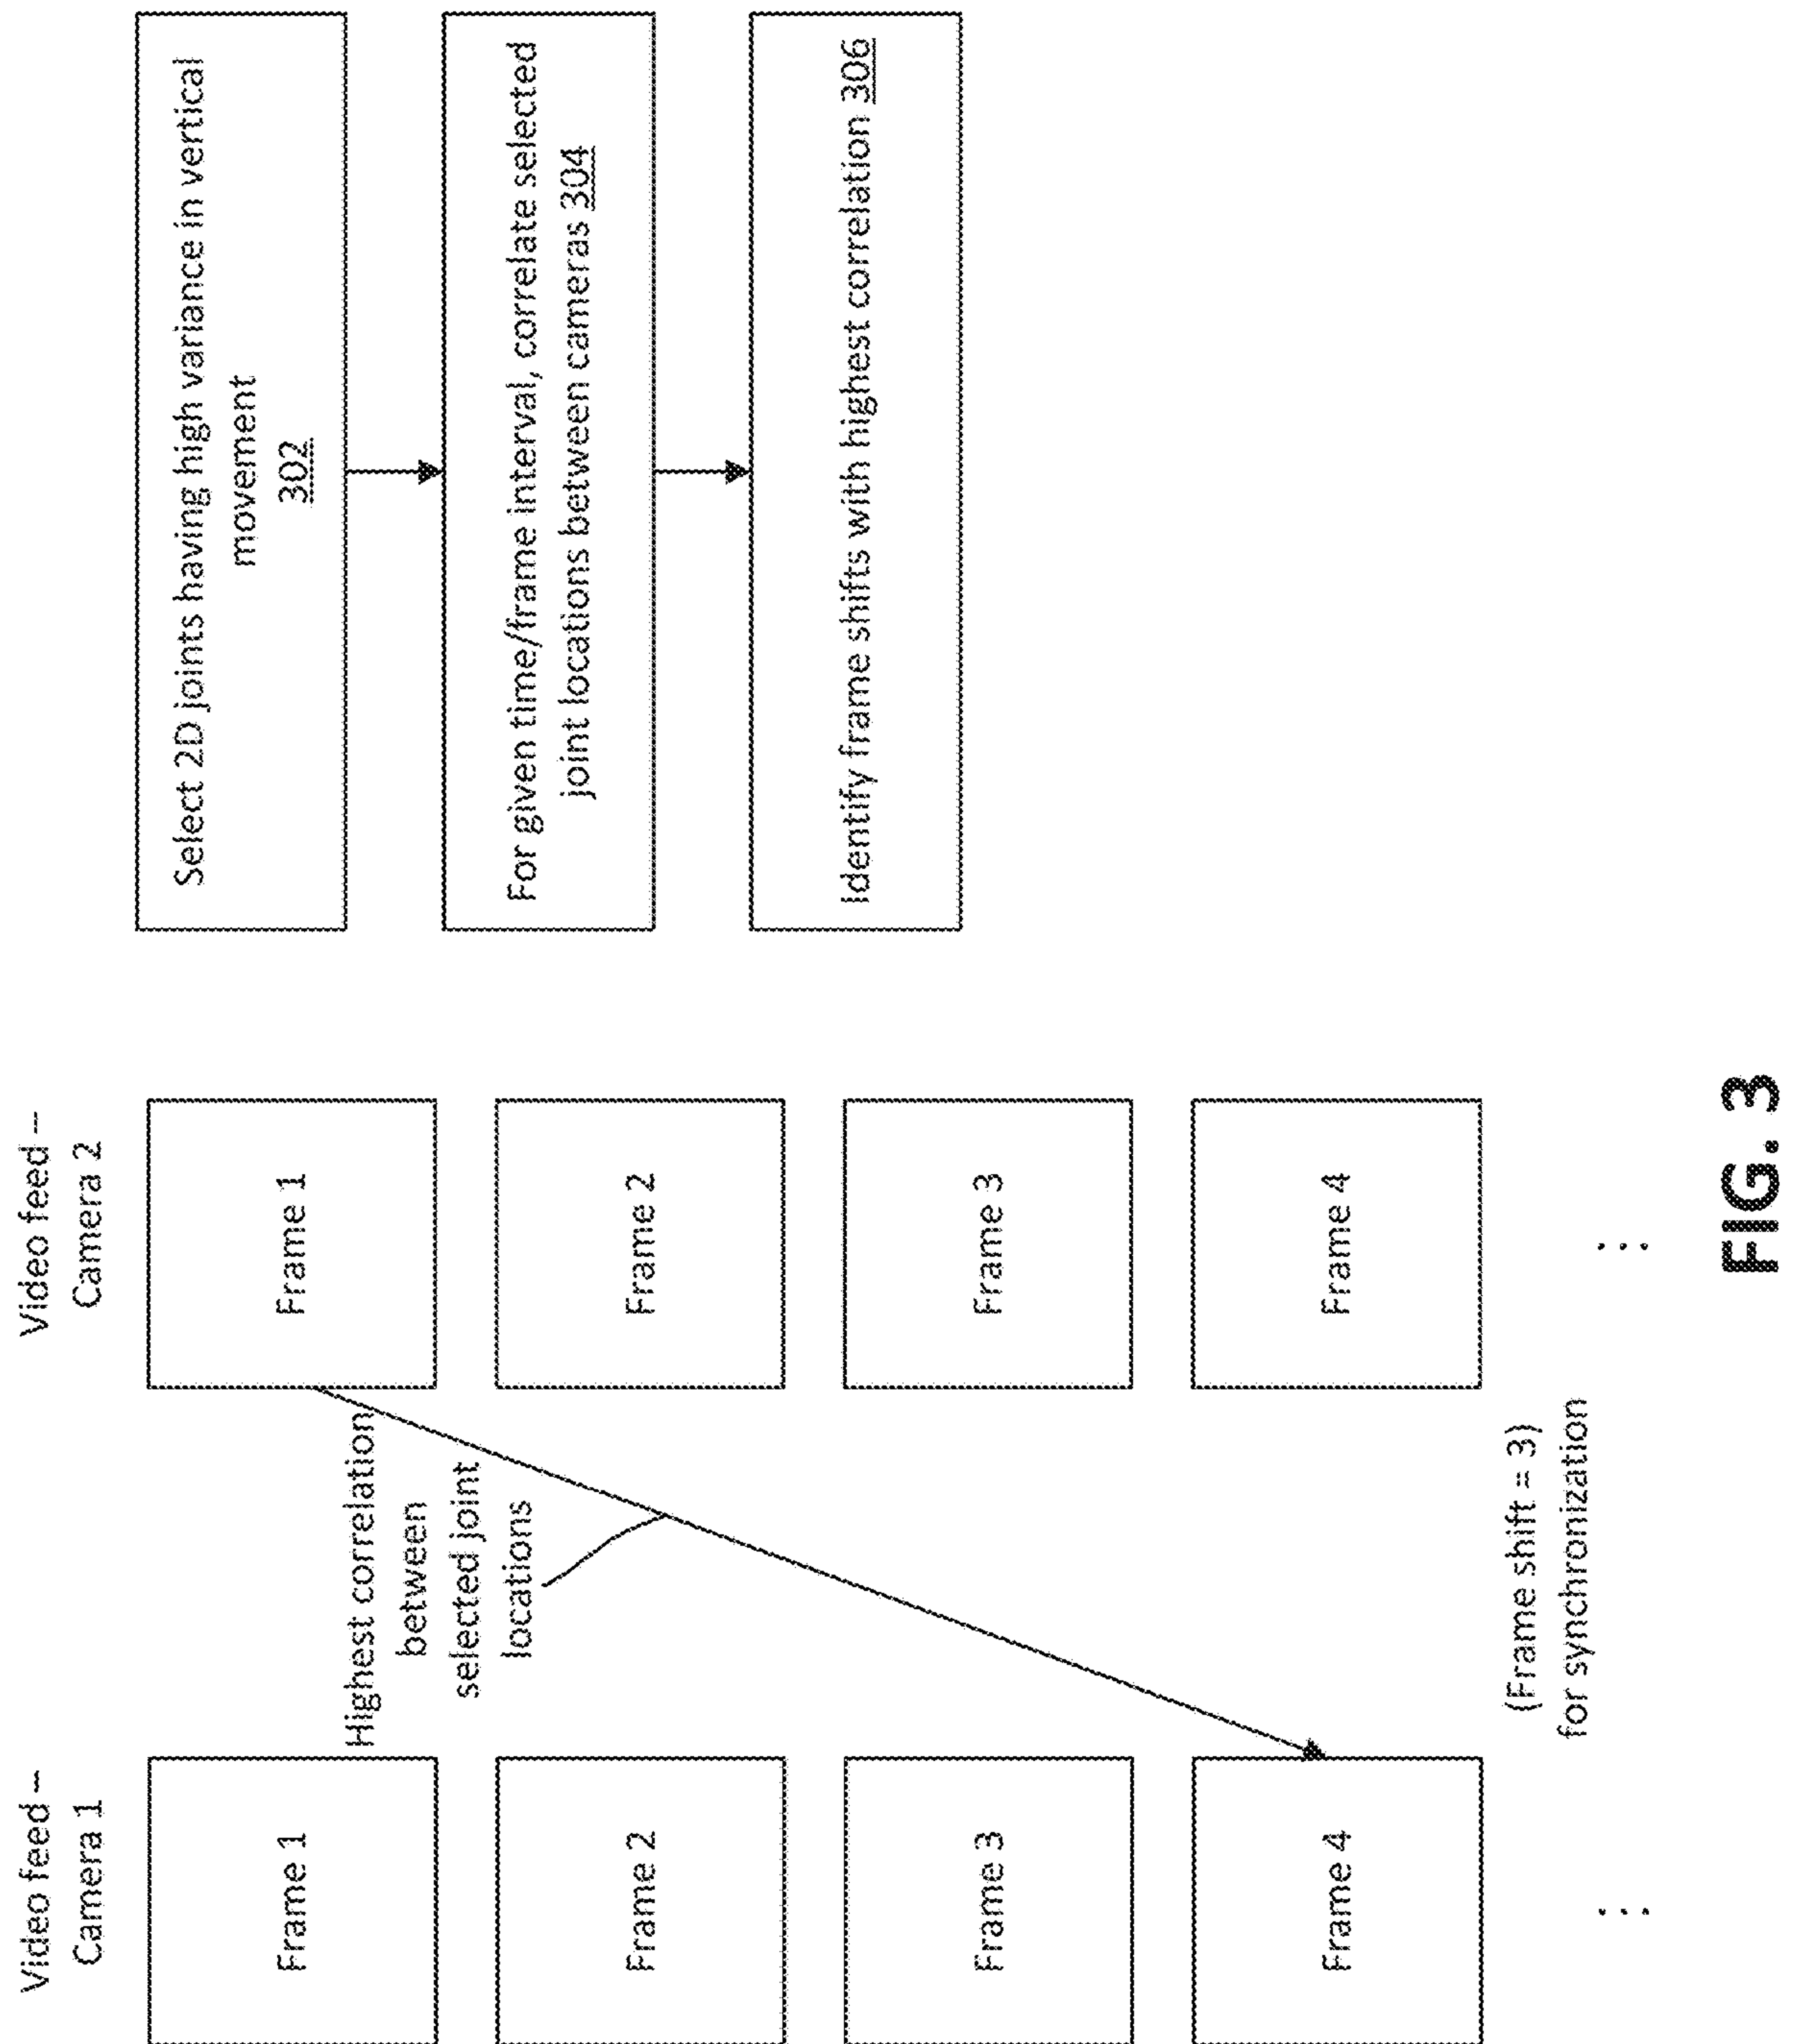 Video feed –
Camera 1
Frame 1
Frame 2
Frame 3
Frame 4
⋮
Highest correlation
between
selected joint
locations
(Frame shift = 3)
for synchronization
Video feed –
Camera 2
Frame 1
Frame 2
Frame 3
Frame 4
⋮
Select 2D joints having high variance in vertical
movement
302
For given time/frame interval, correlate selected
joint locations between cameras 304
Identify frame shifts with highest correlation 306
FIG. 3